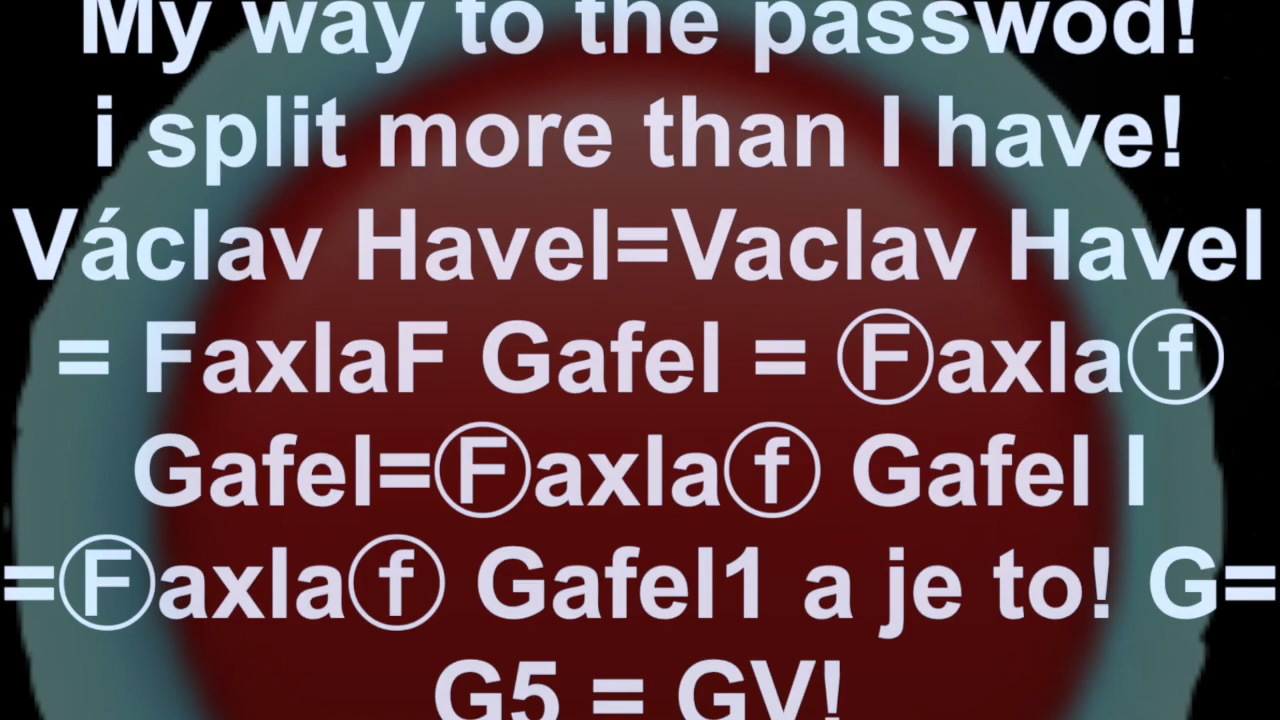 My way to the passwod!
i split more than I have!
Václav Havel=Vaclav Havel
= FaxlaF Gafel = Ⓕaxlaⓕ
Gafel=Ⓕaxlaⓕ Gafel I
=Ⓕaxlaⓕ Gafel1 a je to! G=
G5 = GV!